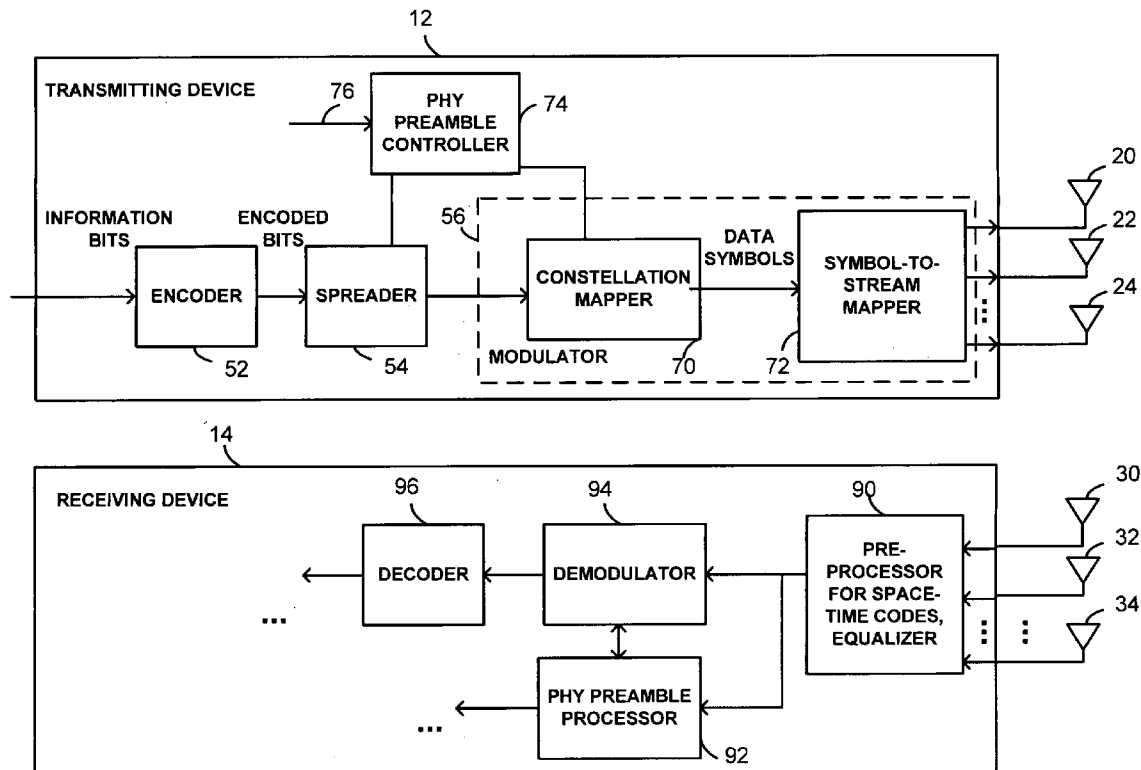 12
TRANSMITTING DEVICE
76
PHY
PREAMBLE
CONTROLLER
74
20
INFORMATION
BITS
ENCODED
BITS
56
22
ENCODER
SPREADER
CONSTELLATION
MAPPER
DATA
SYMBOLS
SYMBOL-TO-
STREAM
MAPPER
24
52
54
MODULATOR
70
72
14
RECEIVING DEVICE
96
94
90
30
DECODER
DEMODULATOR
PRE-
PROCESSOR
FOR SPACE-
TIME CODES,
EQUALIZER
32
34
...
PHY PREAMBLE
PROCESSOR
...
92